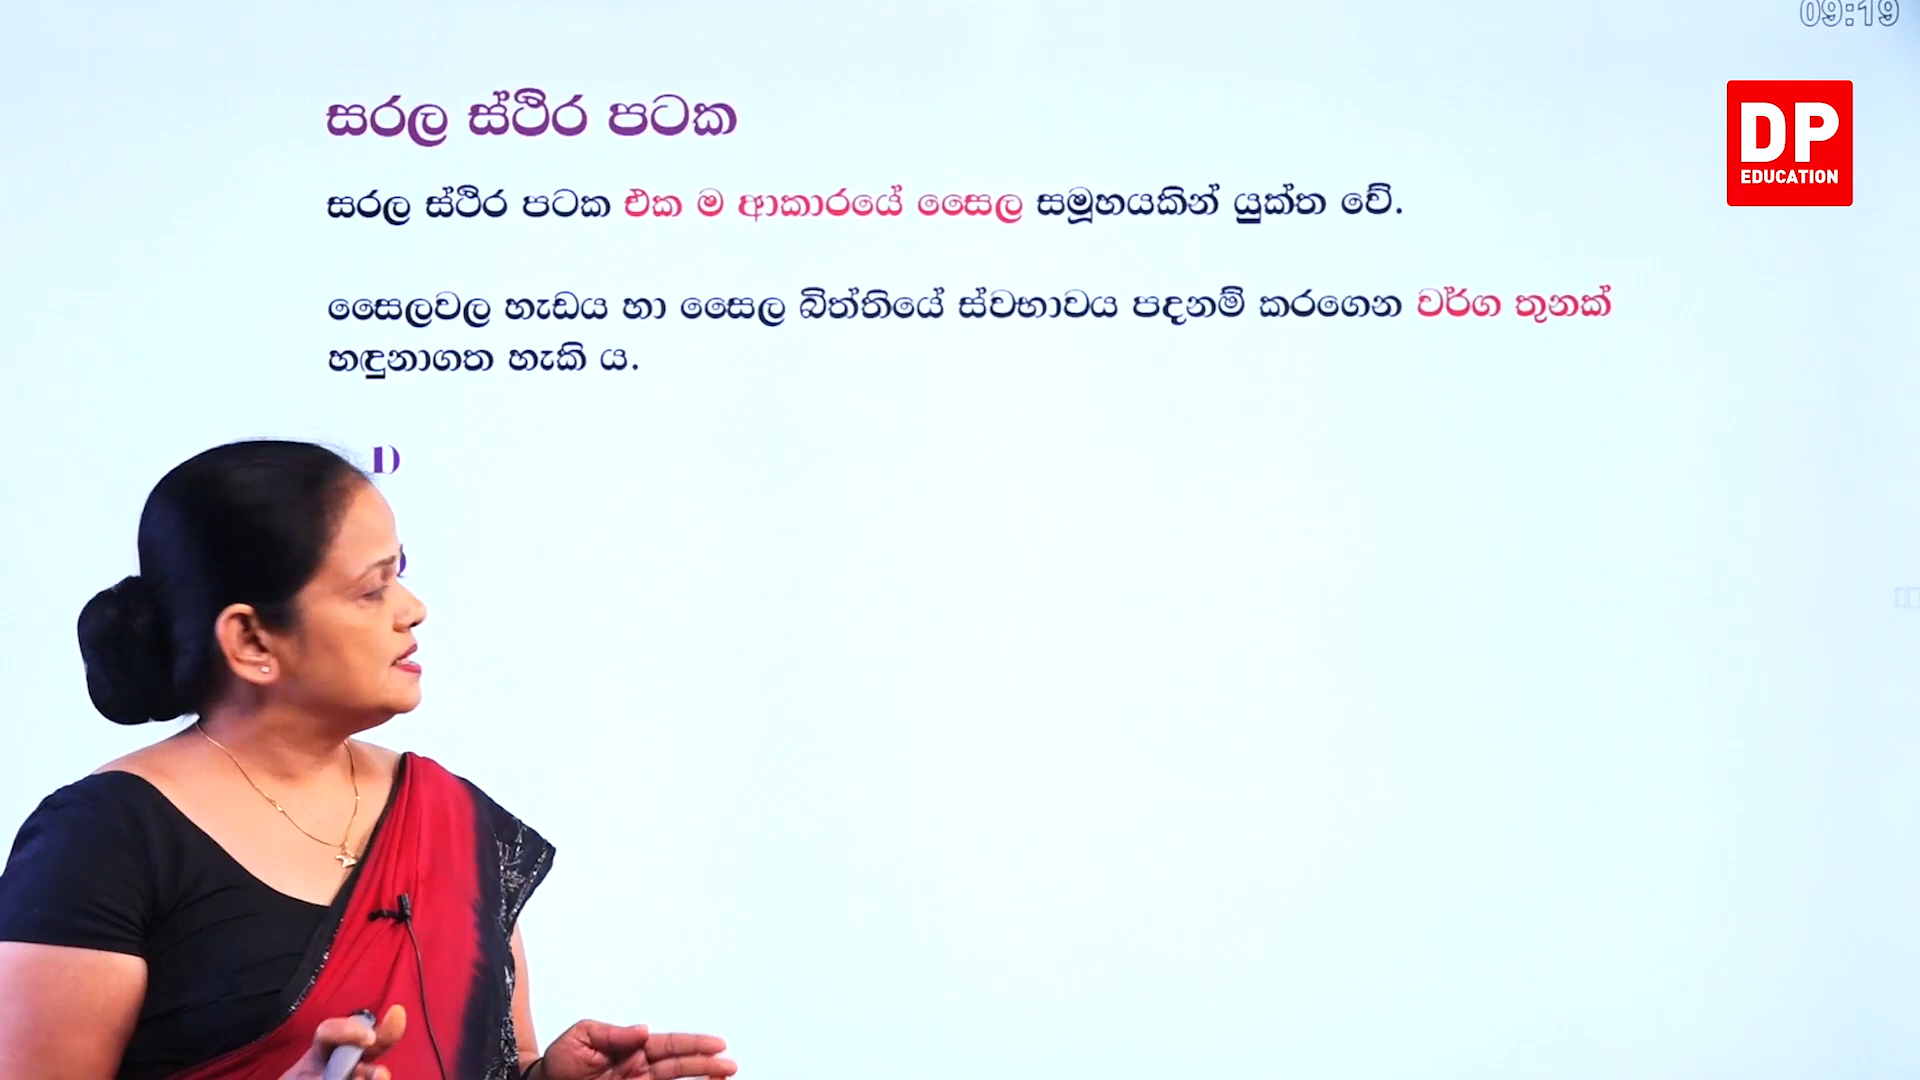 09:19
සරල ස්ථිර පටක
DP
EDUCATION
සරල ස්ථිර පටක එක ම ආකාරයේ සෛල සමූහයකින් යුක්ත වේ.
සෛලවල හැඩය හා සෛල බිත්තියේ ස්වභාවය පදනම් කරගෙන වර්ග තුනක්
හඳුනාගත හැකි ය.